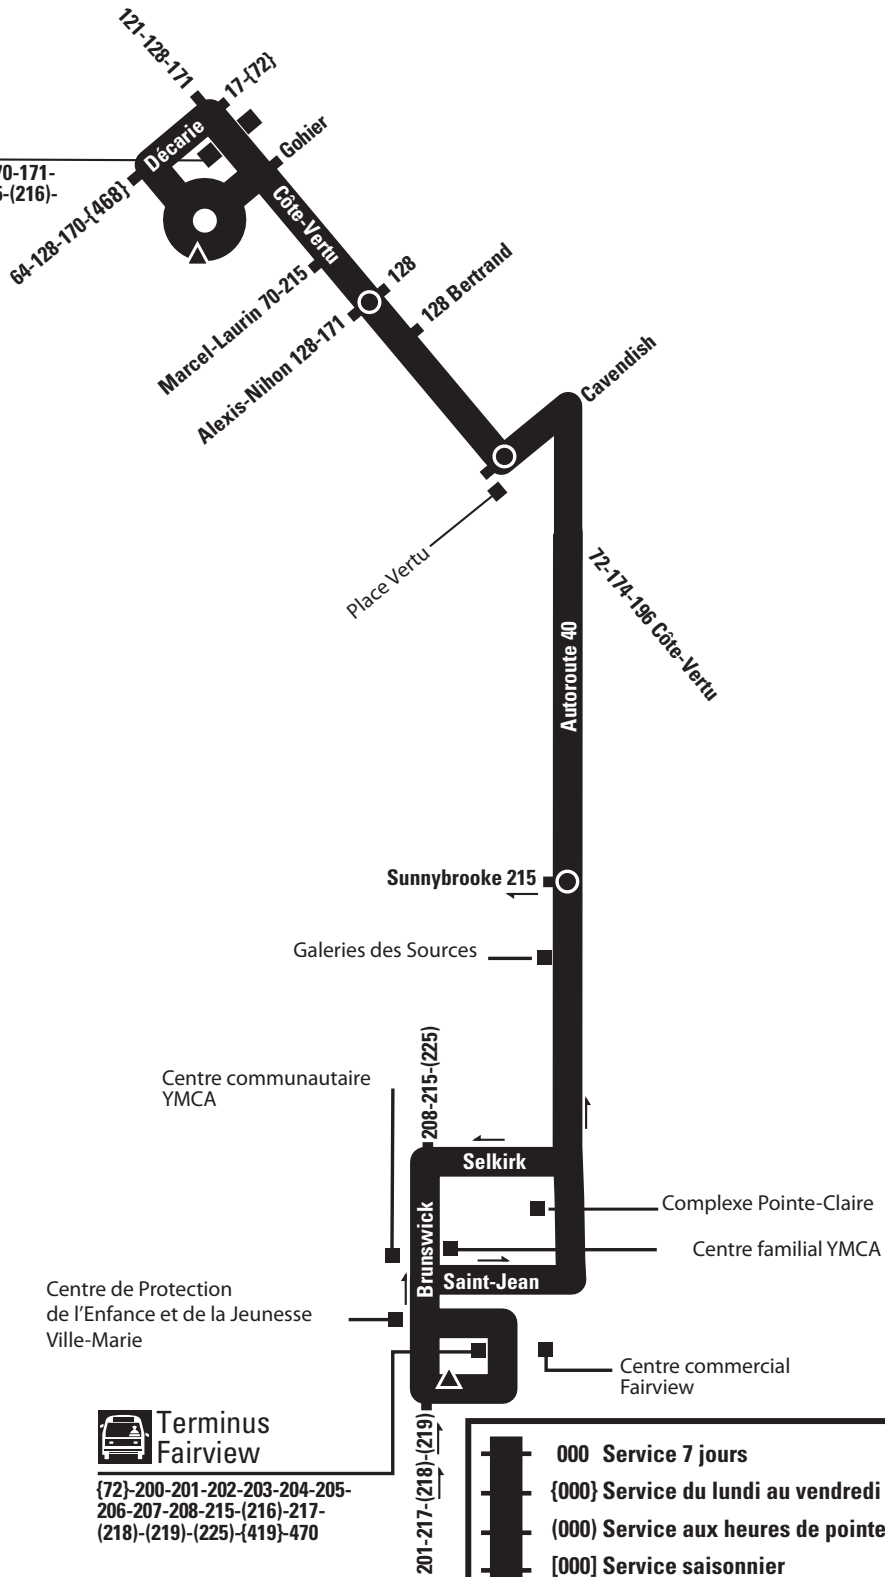 121-128-171
17-{72}
Décarie
Gohier
70-171-
-(216)-
64-128-170-{468}
Côte-Vertu
128
Marcel-Laurin 70-215
128 Bertrand
Alexis-Nihon 128-171
Cavendish
Place Vertu
72-174-196 Côte-Vertu
Autoroute 40
Sunnybrooke 215
Galeries des Sources
208-215-(225)
Centre communautaire
YMCA
Selkirk
Complexe Pointe-Claire
Brunswick
Centre familial YMCA
Saint-Jean
Centre de Protection
de l'Enfance et de la Jeunesse
Ville-Marie
Centre commercial
Fairview
Terminus
Fairview
{72}-200-201-202-203-204-205-
206-207-208-215-(216)-217-
(218)-(219)-(225)-{419}-470
201-217-(218)-(219)
000 Service 7 jours
{000} Service du lundi au vendredi
(000) Service aux heures de pointe
[000] Service saisonnier